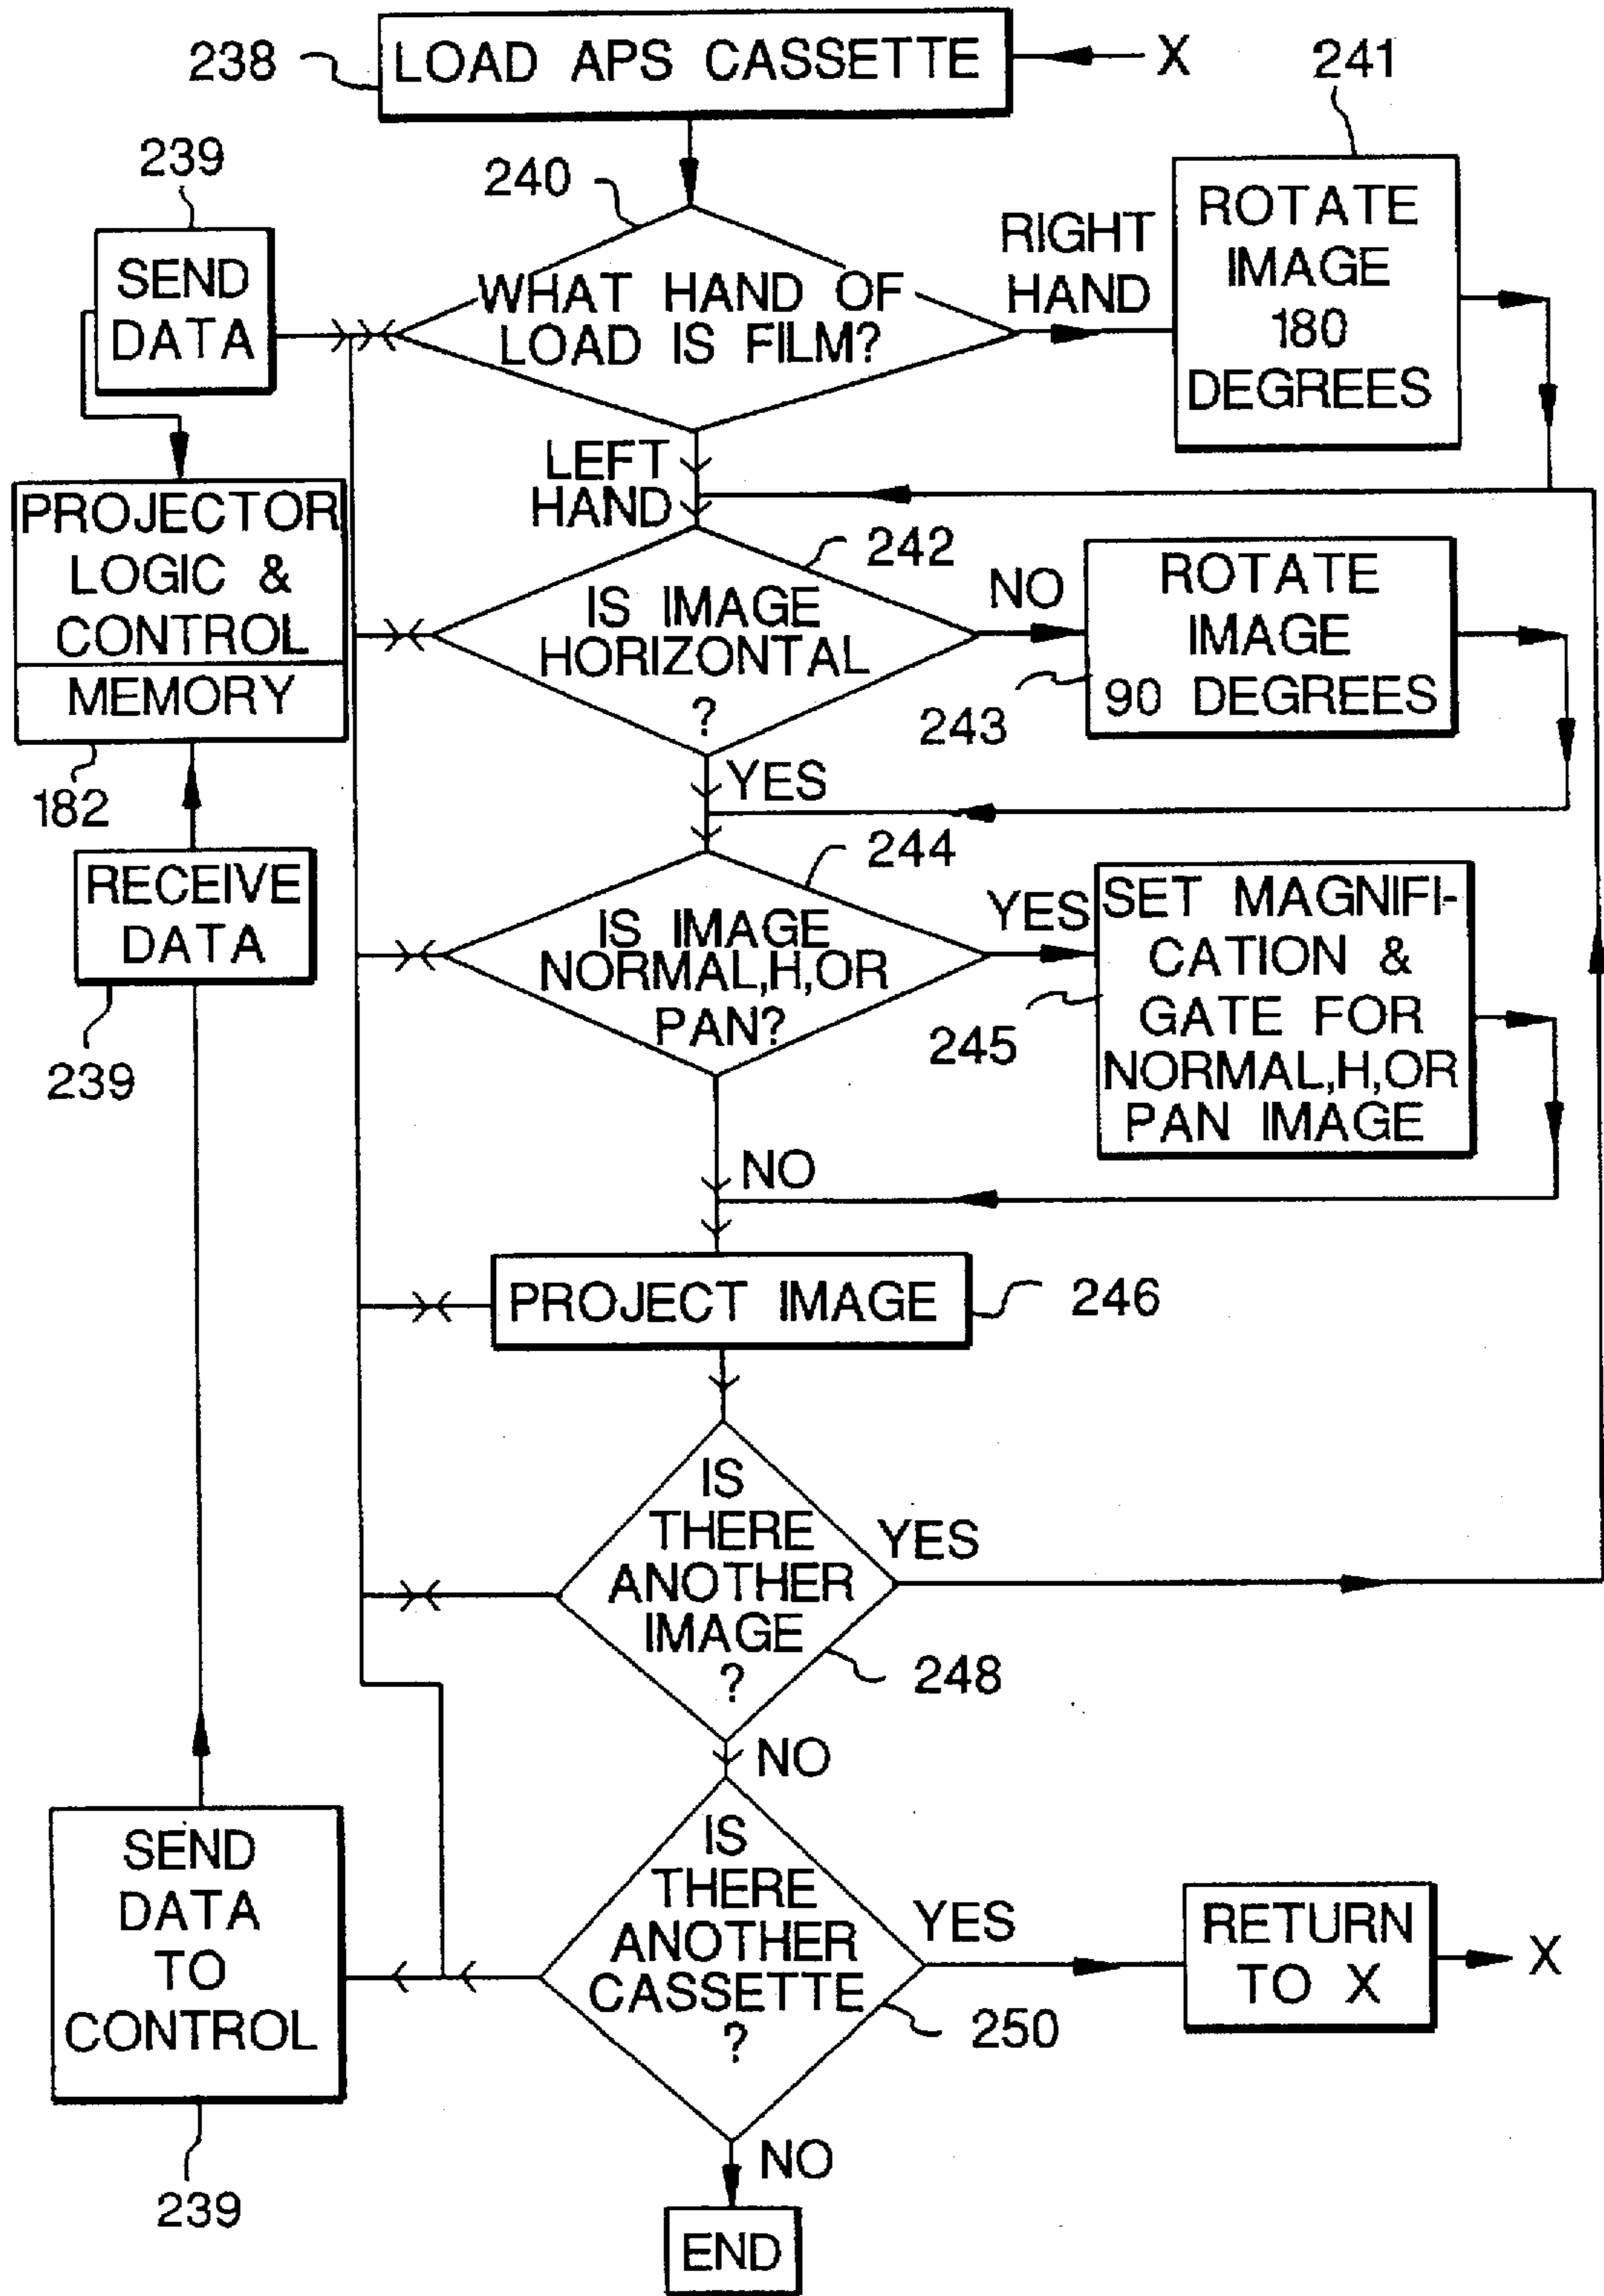 238
LOAD APS CASSETTE
X
241
239
240
SEND
DATA
WHAT HAND OF
LOAD IS FILM?
RIGHT
HAND
ROTATE
IMAGE
180
DEGREES
LEFT
HAND
PROJECTOR
LOGIC &
CONTROL
MEMORY
182
242
IS IMAGE
HORIZONTAL
?
NO
ROTATE
IMAGE
90 DEGREES
243
YES
RECEIVE
DATA
239
244
IS IMAGE
NORMAL,H,OR
PAN?
YES
SET MAGNIFI-
CATION &
GATE FOR
NORMAL,H,OR
PAN IMAGE
245
NO
PROJECT IMAGE
246
IS
THERE
ANOTHER
IMAGE
?
YES
248
NO
SEND
DATA
TO
CONTROL
239
IS
THERE
ANOTHER
CASSETTE
?
YES
250
RETURN
TO X
X
NO
END